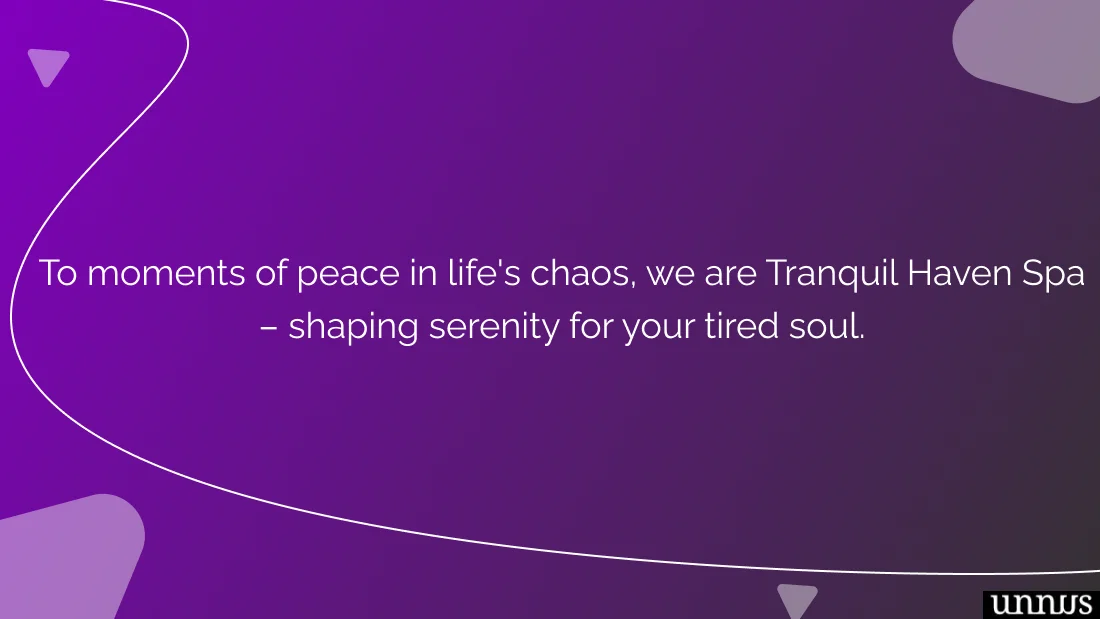 To moments of peace in life's chaos, we are Tranquil Haven Spa
– shaping serenity for your tired soul.
unnus